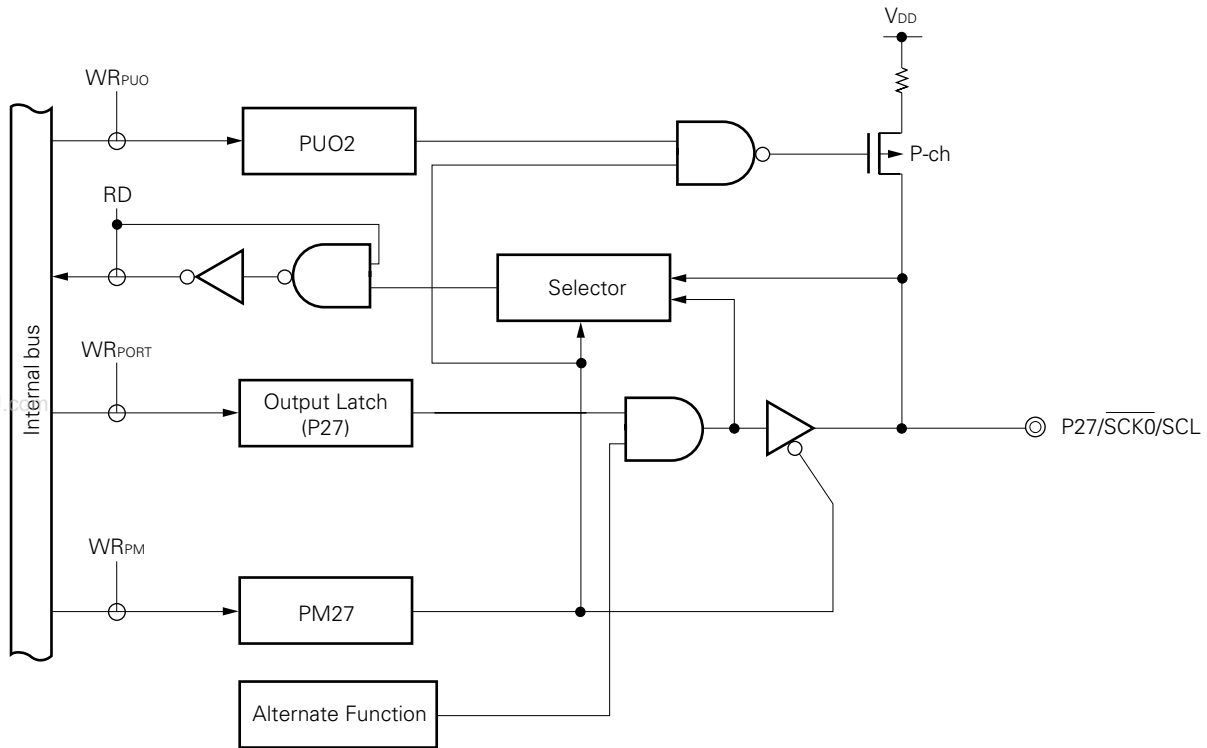 VDD
WRPUO
PUO2
P-ch
RD
Selector
Internal bus
WRPORT
Output Latch
(P27)
P27/SCK0/SCL
WRPM
PM27
Alternate Function
.com